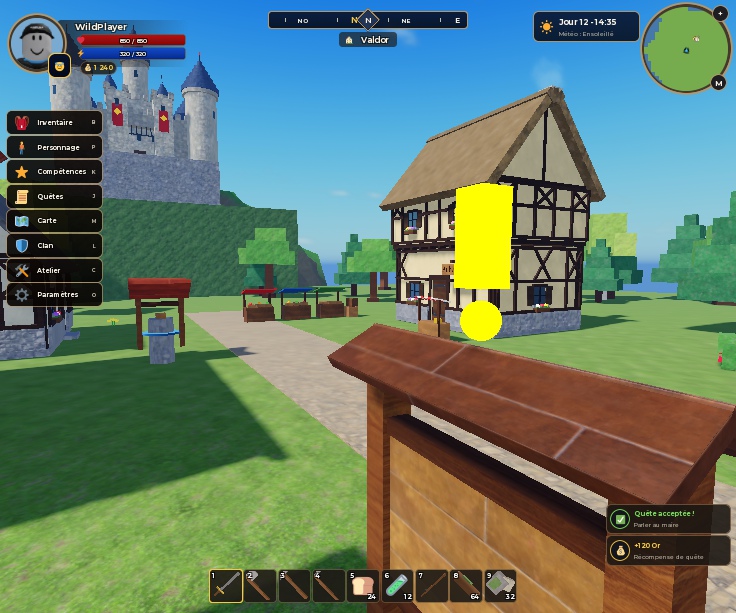 WildPlayer
850 / 850
320 / 320
1 240
NO
N
N
NE
E
Valdor
Jour 12 - 14:35
Météo : Ensoleillé
+
M
Inventaire B
Personnage P
Compétences K
Quêtes J
Carte M
Clan L
Atelier C
Paramètres O
Quête acceptée !
Parler au maire
+120 Or
Récompense de quête
1
2
3
4
5
24
6
12
7
8
64
9
32